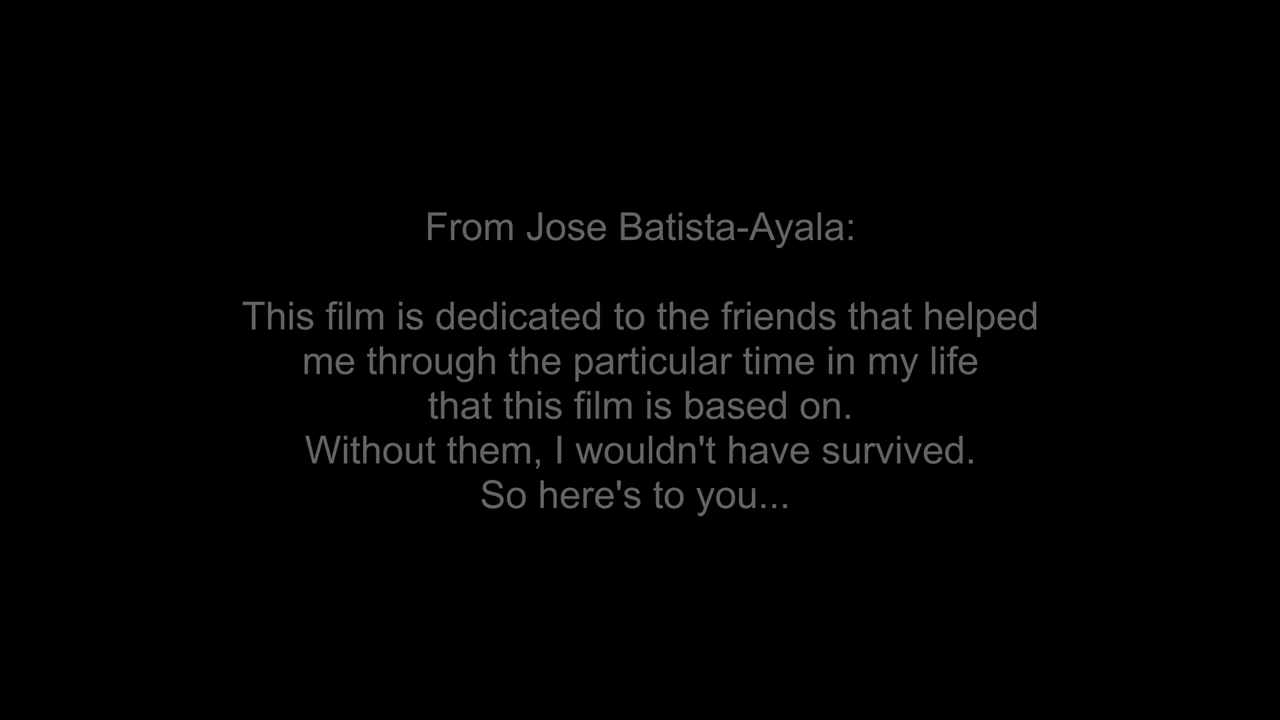 From Jose Batista-Ayala:
This film is dedicated to the friends that helped
me through the particular time in my life
that this film is based on.
Without them, I wouldn't have survived.
So here's to you...